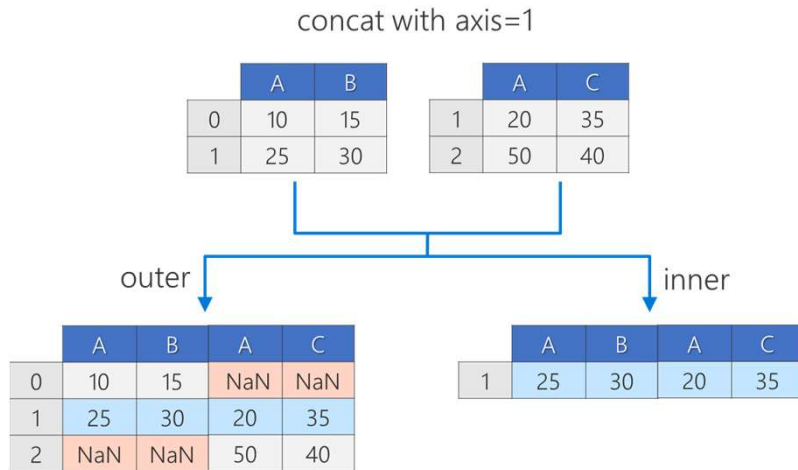 concat with axis=1
A B A C
0 10 15 1 20 35
1 25 30 2 50 40
outer inner
A B A C
0 10 15 NaN NaN
1 25 30 20 35
2 NaN NaN 50 40
A B A C
1 25 30 20 35